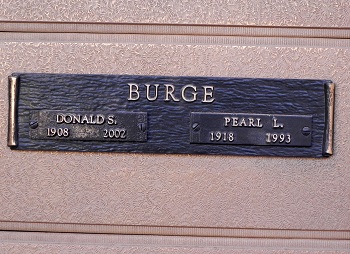 BURGE
DONALD S. PEARL L.
1908 2002 1918 1993